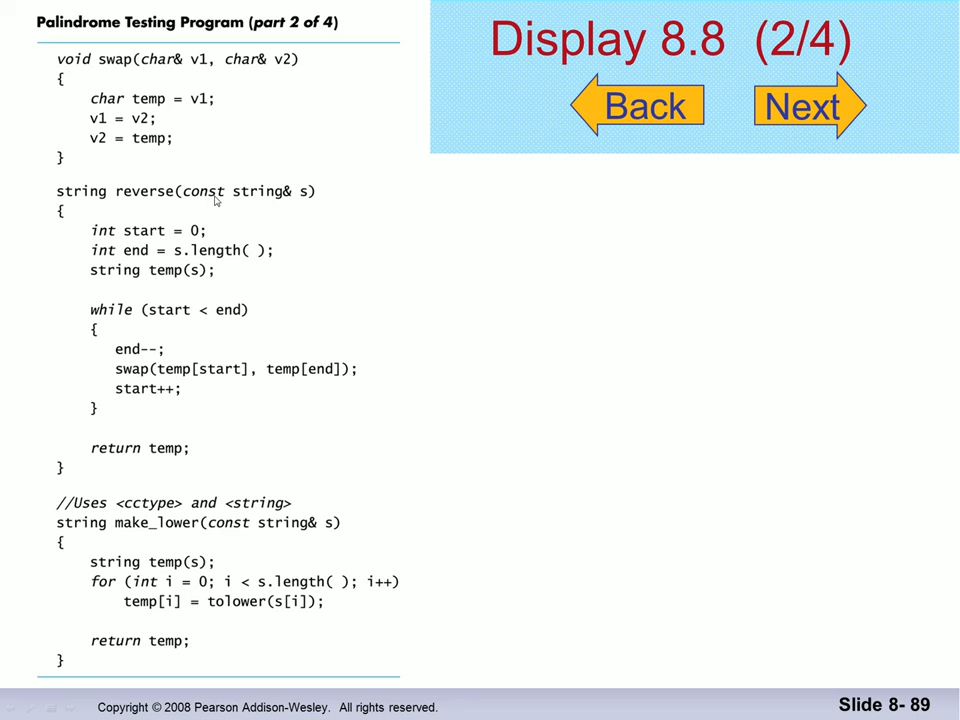 Palindrome Testing Program (part 2 of 4)
void swap(char& v1, char& v2)
{
char temp = v1;
v1 = v2;
v2 = temp;
}
string reverse(const string& s)
{
int start = 0;
int end = s.length( );
string temp(s);
while (start < end)
{
end--;
swap(temp[start], temp[end]);
start++;
}
return temp;
}
//Uses <cctype> and <string>
string make_lower(const string& s)
{
string temp(s);
for (int i = 0; i < s.length( ); i++)
temp[i] = tolower(s[i]);
return temp;
}
Display 8.8 (2/4)
Back
Next
Copyright © 2008 Pearson Addison-Wesley. All rights reserved.
Slide 8- 89